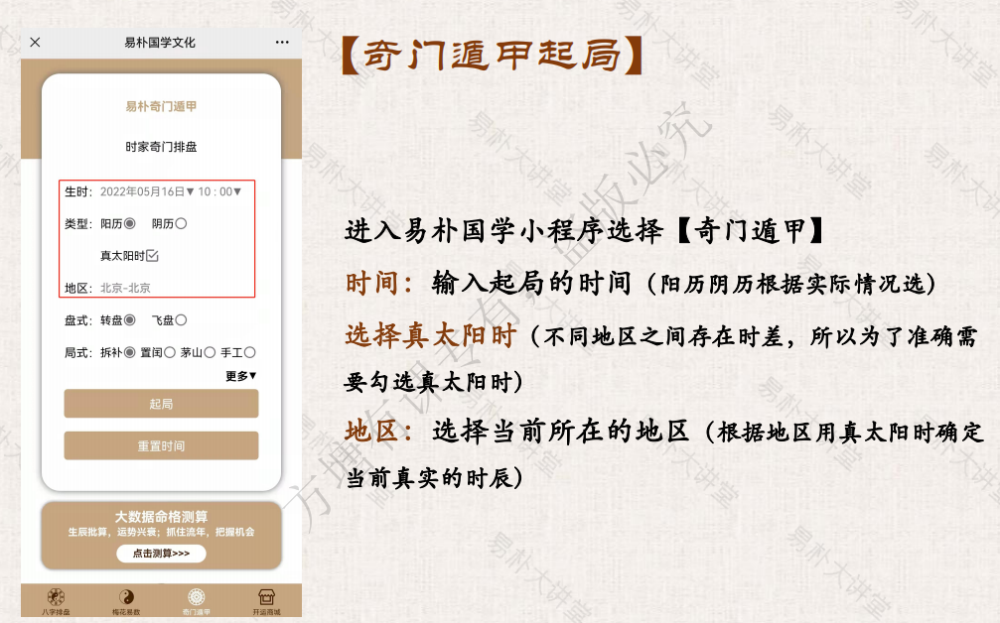 易朴国学文化
易朴奇门遁甲
时家奇门排盘
生时: 2022年05月16日▼ 10 : 00▼
类型: 阳历 阴历
真太阳时
地区: 北京-北京
盘式: 转盘 飞盘
局式: 拆补 置闰 茅山 手工
更多▼
起局
重置时间
大数据命格测算
生辰批算，运势兴衰；抓住流年，把握机会
点击测算>>>
八字排盘 梅花易数 奇门遁甲 开运商城
【奇门遁甲起局】
进入易朴国学小程序选择【奇门遁甲】
时间：输入起局的时间（阳历阴历根据实际情况选）
选择真太阳时（不同地区之间存在时差，所以为了准确需
要勾选真太阳时）
地区：选择当前所在的地区（根据地区用真太阳时确定
当前真实的时辰）
易朴大讲堂